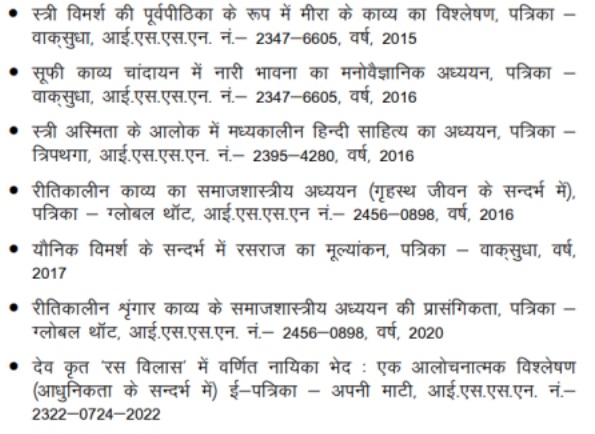 • स्त्री विमर्श की पूर्वपीठिका के रूप में मीरा के काव्य का विश्लेषण, पत्रिका –
वाक्सुधा, आई.एस.एस.एन. नं.– 2347–6605, वर्ष, 2015
• सूफी काव्य चांदायन में नारी भावना का मनोवैज्ञानिक अध्ययन, पत्रिका –
वाक्सुधा, आई.एस.एस.एन. नं.– 2347–6605, वर्ष, 2016
• स्त्री अस्मिता के आलोक में मध्यकालीन हिन्दी साहित्य का अध्ययन, पत्रिका –
त्रिपथगा, आई.एस.एस.एन. नं.– 2395–4280, वर्ष, 2016
• रीतिकालीन काव्य का समाजशास्त्रीय अध्ययन (गृहस्थ जीवन के सन्दर्भ में),
पत्रिका – ग्लोबल थॉट, आई.एस.एस.एन नं.– 2456–0898, वर्ष, 2016
• यौनिक विमर्श के सन्दर्भ में रसराज का मूल्यांकन, पत्रिका – वाक्सुधा, वर्ष,
2017
• रीतिकालीन शृंगार काव्य के समाजशास्त्रीय अध्ययन की प्रासंगिकता, पत्रिका –
ग्लोबल थॉट, आई.एस.एस.एन. नं.– 2456–0898, वर्ष, 2020
• देव कृत 'रस विलास' में वर्णित नायिका भेद : एक आलोचनात्मक विश्लेषण
(आधुनिकता के सन्दर्भ में) ई–पत्रिका – अपनी माटी, आई.एस.एस.एन. नं.–
2322–0724–2022